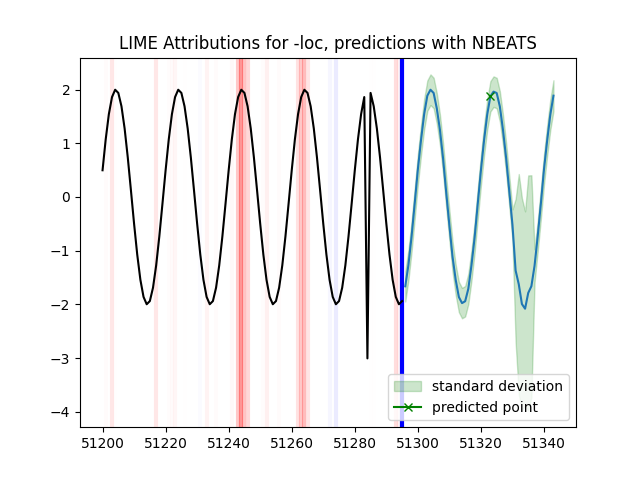 LIME Attributions for -loc, predictions with NBEATS
2
1
0
−1
−2
−3
−4
standard deviation
predicted point
51200 51220 51240 51260 51280 51300 51320 51340